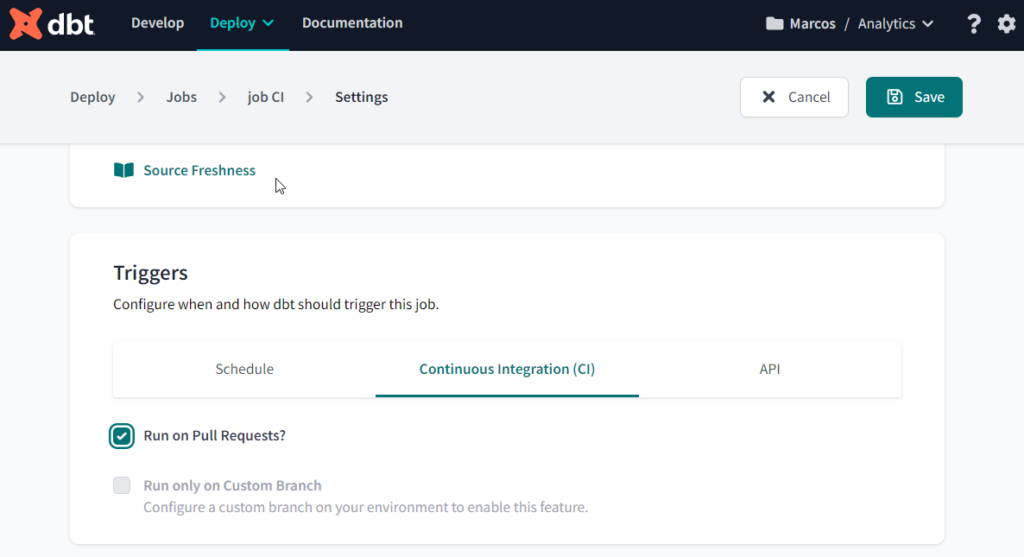 dbt Develop Deploy Documentation Marcos / Analytics ?
Deploy > Jobs > job CI > Settings Cancel Save
Source Freshness
Triggers
Configure when and how dbt should trigger this job.
Schedule Continuous Integration (CI) API
Run on Pull Requests?
Run only on Custom Branch
Configure a custom branch on your environment to enable this feature.